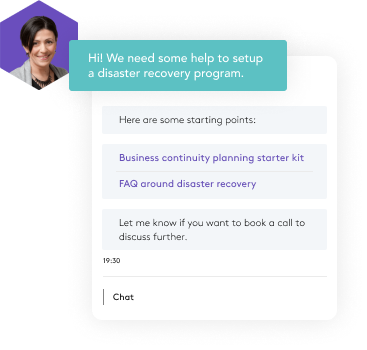 Hi! We need some help to setup
a disaster recovery program.
Here are some starting points:
Business continuity planning starter kit
FAQ around disaster recovery
Let me know if you want to book a call to
discuss further.
19:30
Chat